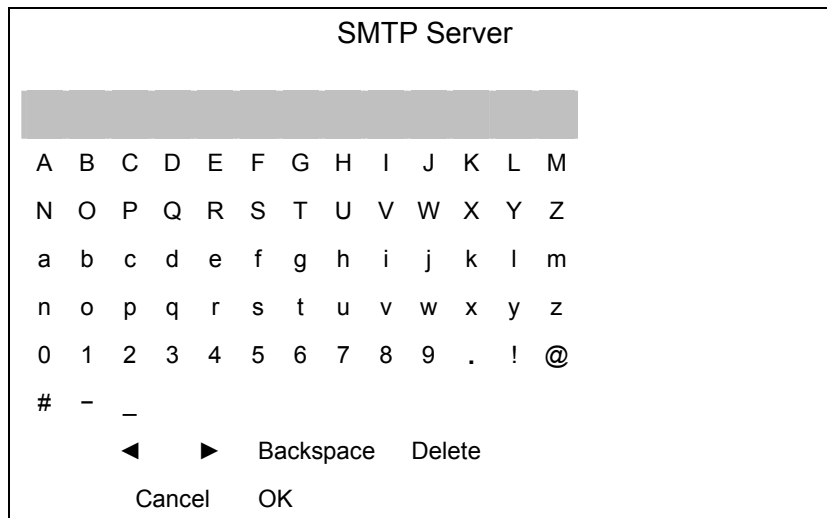 SMTP Server
A B C D E F G H I J K L M
N O P Q R S T U V W X Y Z
a b c d e f g h i j k l m
n o p q r s t u v w x y z
0 1 2 3 4 5 6 7 8 9 . ! @
# − _
◄ ► Backspace Delete
Cancel OK